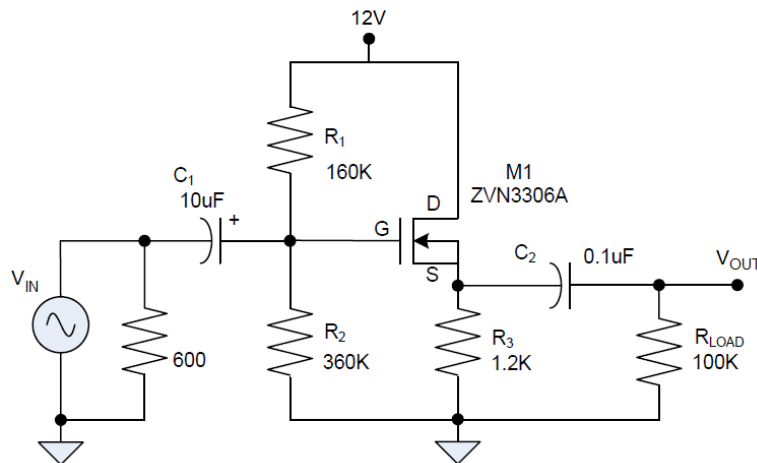 12V
R1
160K
C1
10uF
+
M1
ZVN3306A
D
G
S
C2
0.1uF
VOUT
VIN
600
R2
360K
R3
1.2K
RLOAD
100K